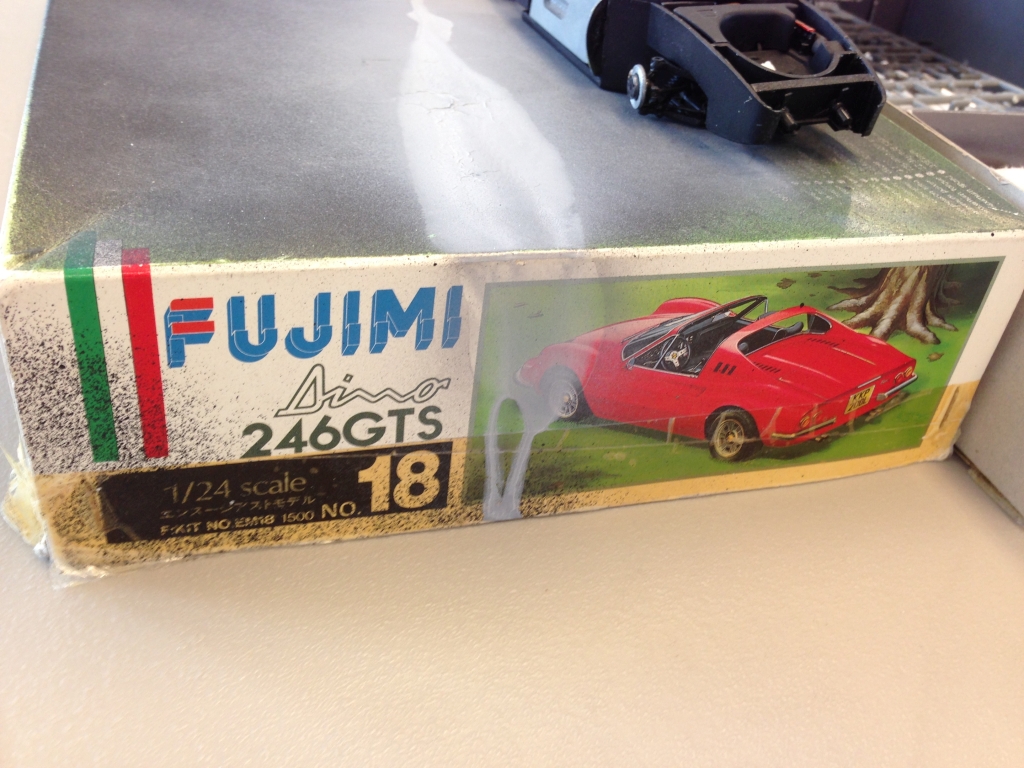 FUJIMI
Dino
246GTS
1/24 scale
エンスージアストモデル
F-KIT NO.EM18 1500 NO. 18